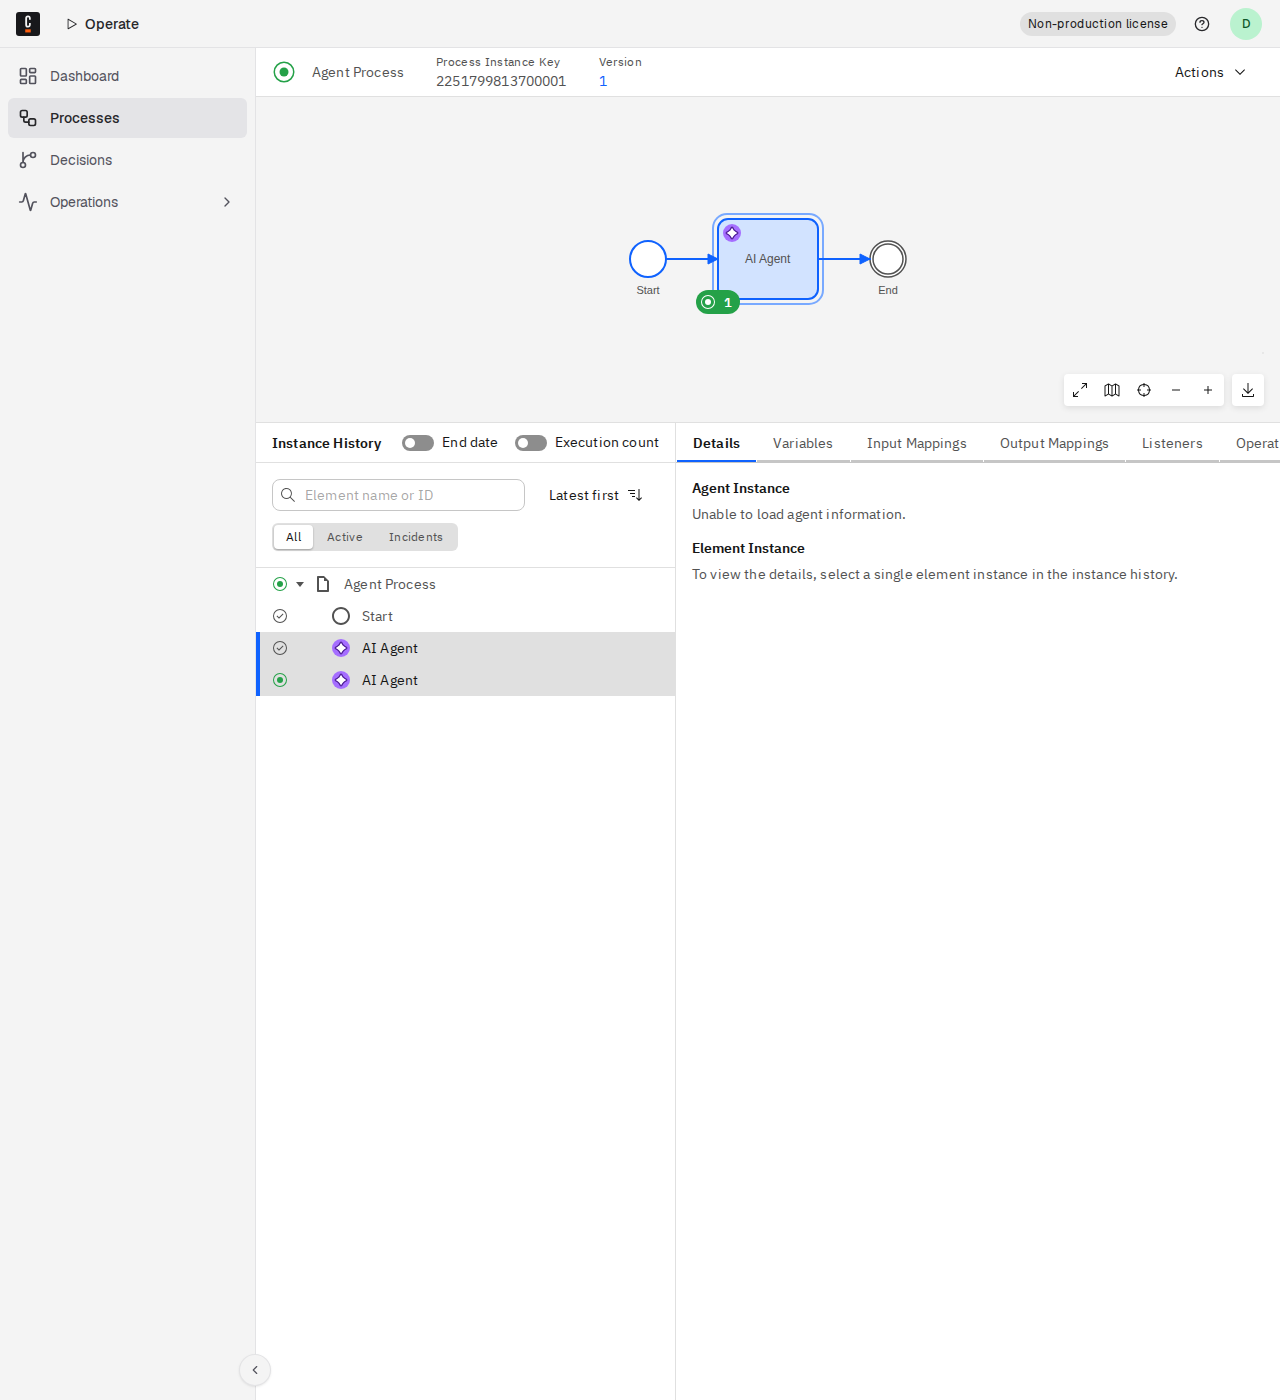 Operate
Non-production license
D
Dashboard
Processes
Decisions
Operations
Agent Process
Process Instance Key
2251799813700001
Version
1
Actions
AI Agent
Start
End
1
Instance History
End date
Execution count
Element name or ID
Latest first
All
Active
Incidents
Agent Process
Start
AI Agent
AI Agent
Details
Variables
Input Mappings
Output Mappings
Listeners
Operat
Agent Instance
Unable to load agent information.
Element Instance
To view the details, select a single element instance in the instance history.